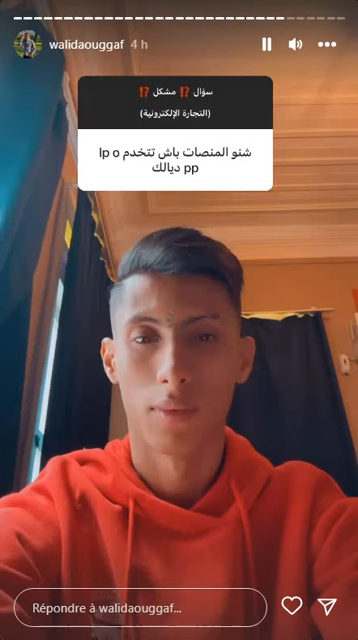 walidaouggaf 4 h
سؤال ⁉️ مشكل ⁉️
(التجارة الإلكترونية)
شنو المنصات باش تتخدم lp o
pp ديالك
Répondre à walidaouggaf...